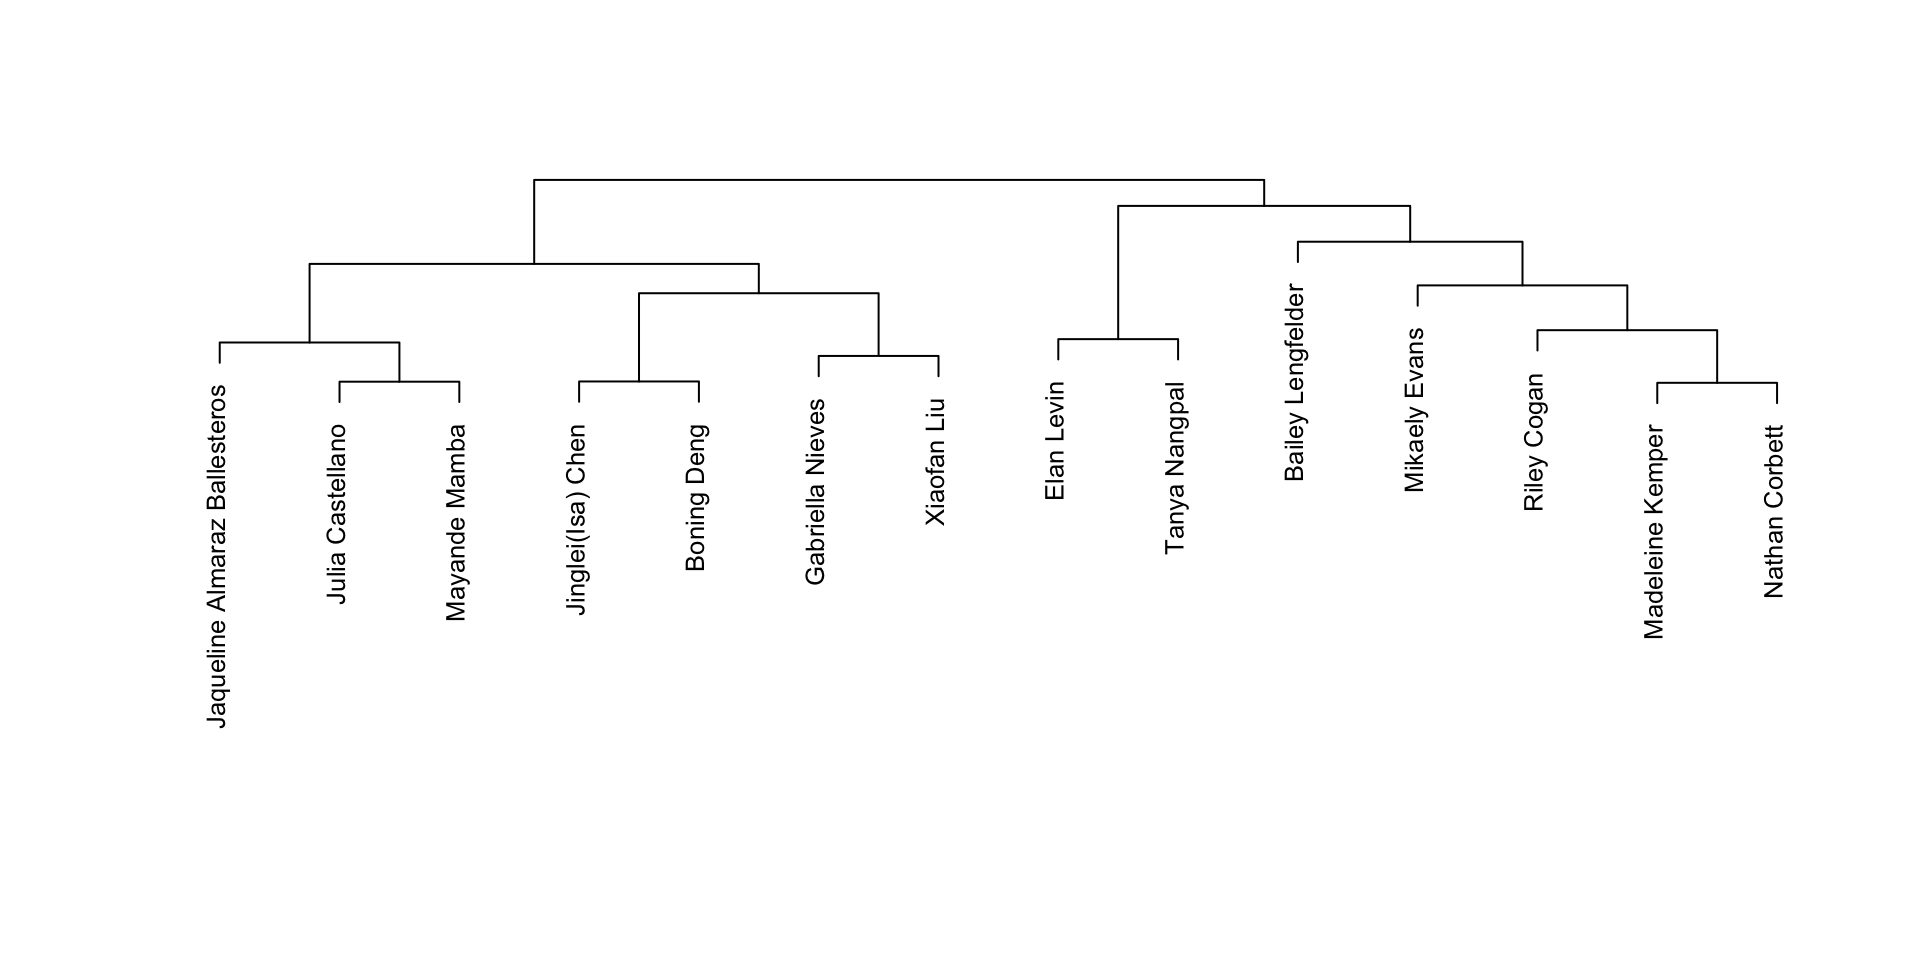 Jaqueline Almaraz Ballesteros
Julia Castellano
Mayande Mamba
Jinglei(Isa) Chen
Boning Deng
Gabriella Nieves
Xiaofan Liu
Elan Levin
Tanya Nangpal
Bailey Lengfelder
Mikaely Evans
Riley Cogan
Madeleine Kemper
Nathan Corbett